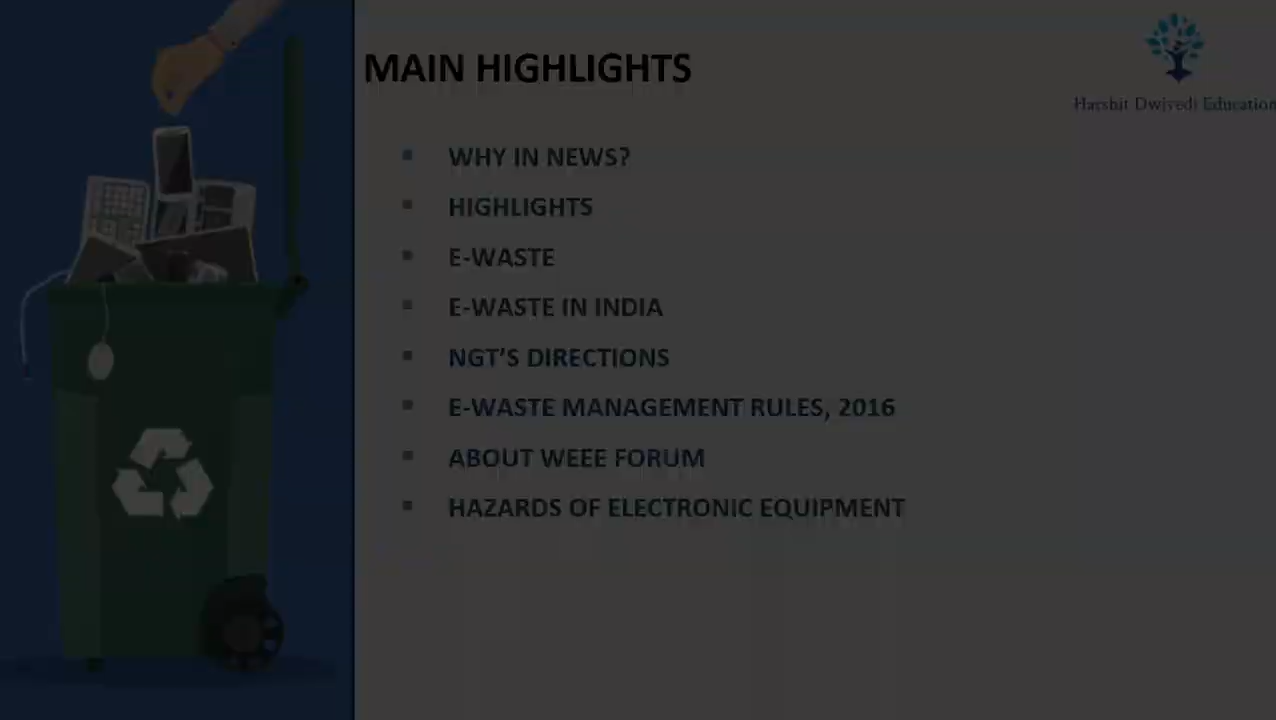 MAIN HIGHLIGHTS
Harshit Dwivedi Education
WHY IN NEWS?
HIGHLIGHTS
E-WASTE
E-WASTE IN INDIA
NGT'S DIRECTIONS
E-WASTE MANAGEMENT RULES, 2016
ABOUT WEEE FORUM
HAZARDS OF ELECTRONIC EQUIPMENT